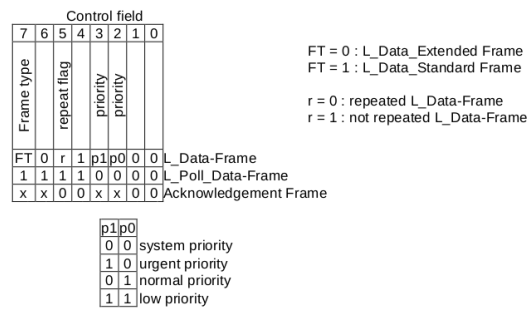 Control field
7 6 5 4 3 2 1 0
Frame type repeat flag priority priority
FT 0 r 1 p1 p0 0 0 L_Data-Frame
1 1 1 1 0 0 0 0 L_Poll_Data-Frame
x x 0 0 x x 0 0 Acknowledgement Frame
FT = 0 : L_Data_Extended Frame
FT = 1 : L_Data_Standard Frame
r = 0 : repeated L_Data-Frame
r = 1 : not repeated L_Data-Frame
p1 p0
0 0 system priority
1 0 urgent priority
0 1 normal priority
1 1 low priority